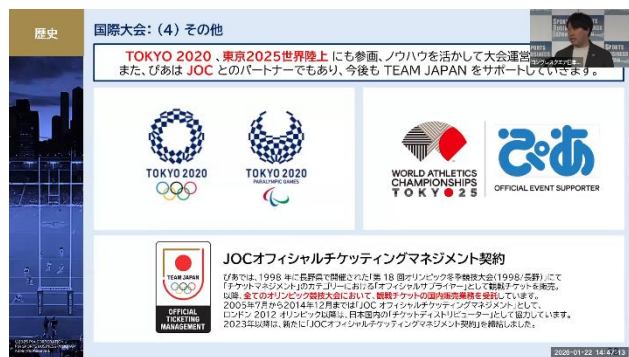 歴史
国際大会：（4）その他
TOKYO 2020 、東京2025世界陸上 にも参画、ノウハウを活かして大会運営
また、ぴあは JOC とのパートナーでもあり、今後も TEAM JAPAN をサポートしていきます。
TOKYO 2020
TOKYO 2020
PARALYMPIC GAMES
WORLD ATHLETICS
CHAMPIONSHIPS
TOKYO 25
ぴあ
OFFICIAL EVENT SUPPORTER
TEAM JAPAN
OFFICIAL
TICKETING
MANAGEMENT
JOCオフィシャルチケッティングマネジメント契約
ぴあでは、1998 年に長野県で開催された「第 18 回オリンピック冬季競技大会（1998/長野）」にて
「チケットマネジメント」のカテゴリーにおける「オフィシャルサプライヤー」として観戦チケットを販売。
以降、全てのオリンピック競技大会において、観戦チケットの国内販売業務を受託しています。
2005年7月から2014年12月までは「JOC オフィシャルチケッティングマネジメント」として、
ロンドン 2012 オリンピック以降は、日本国内の「チケットディストリビューター」として協力しています。
2023年以降は、新たに「JOCオフィシャルチケッティングマネジメント契約」を締結しました。
2026-01-22 14:47:13